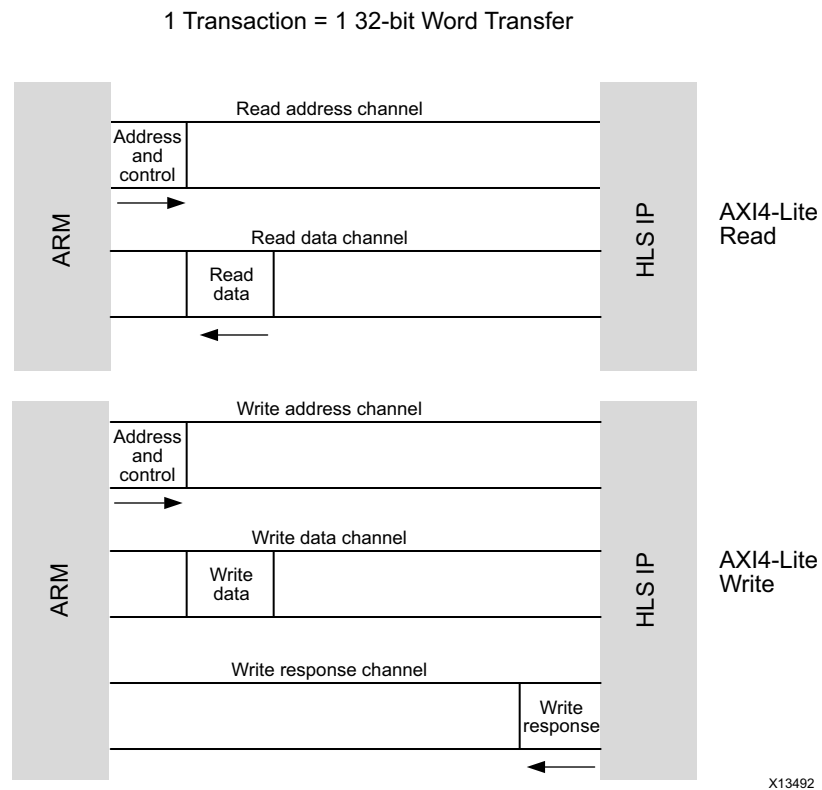 1 Transaction = 1 32-bit Word Transfer
Read address channel
Address
and
control
ARM
Read data channel
Read
data
HLS IP
AXI4-Lite
Read
Write address channel
Address
and
control
ARM
Write data channel
Write
data
HLS IP
AXI4-Lite
Write
Write response channel
Write
response
X13492